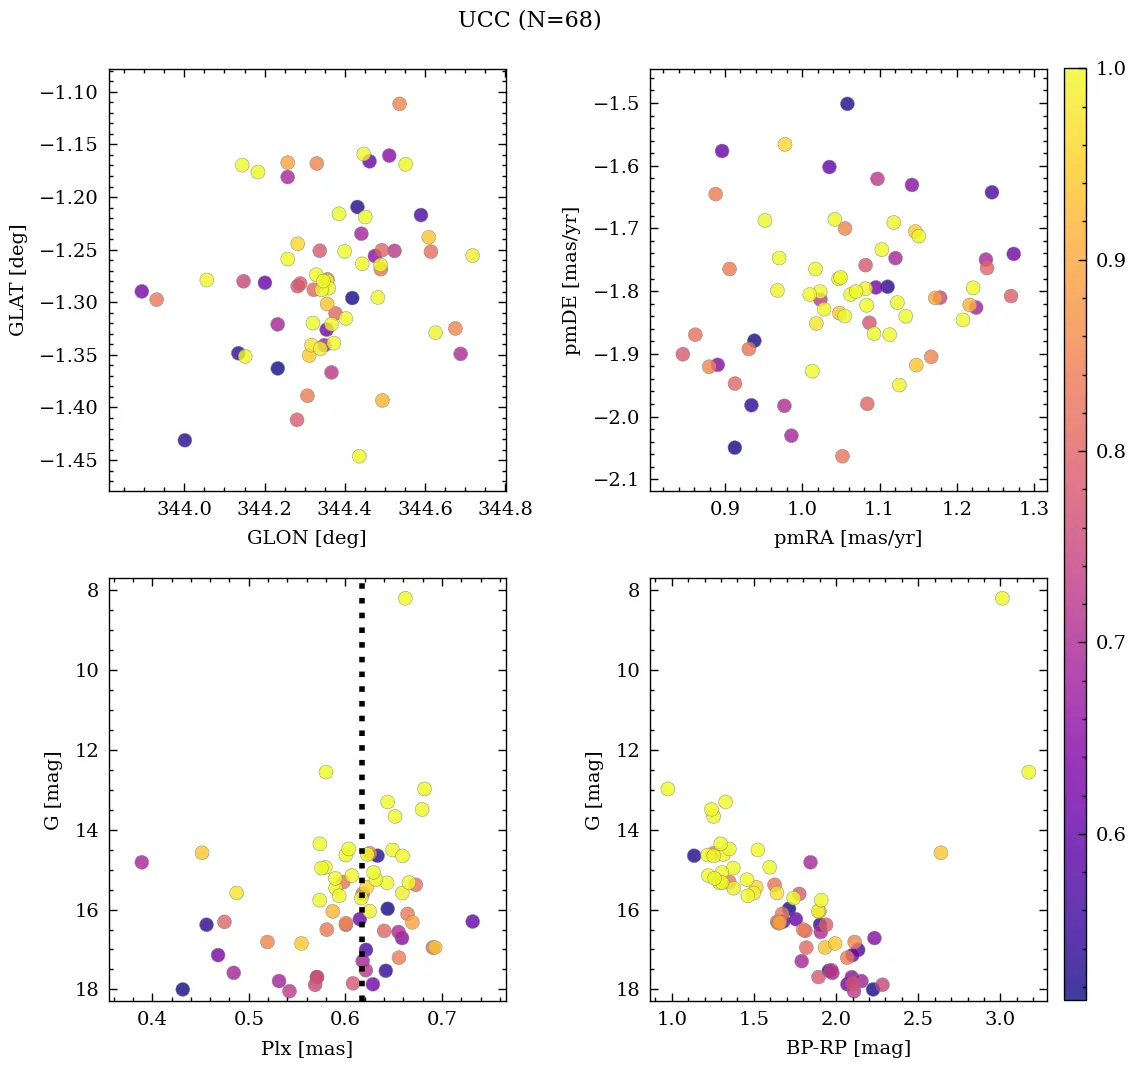 UCC (N=68)
−1.10
−1.15
−1.20
−1.25
−1.30
−1.35
−1.40
−1.45
GLAT [deg]
344.0 344.2 344.4 344.6 344.8
GLON [deg]
−1.5
−1.6
−1.7
−1.8
−1.9
−2.0
−2.1
pmDE [mas/yr]
0.9 1.0 1.1 1.2 1.3
pmRA [mas/yr]
8
10
12
14
16
18
G [mag]
0.4 0.5 0.6 0.7
Plx [mas]
8
10
12
14
16
18
G [mag]
1.0 1.5 2.0 2.5 3.0
BP-RP [mag]
1.0
0.9
0.8
0.7
0.6